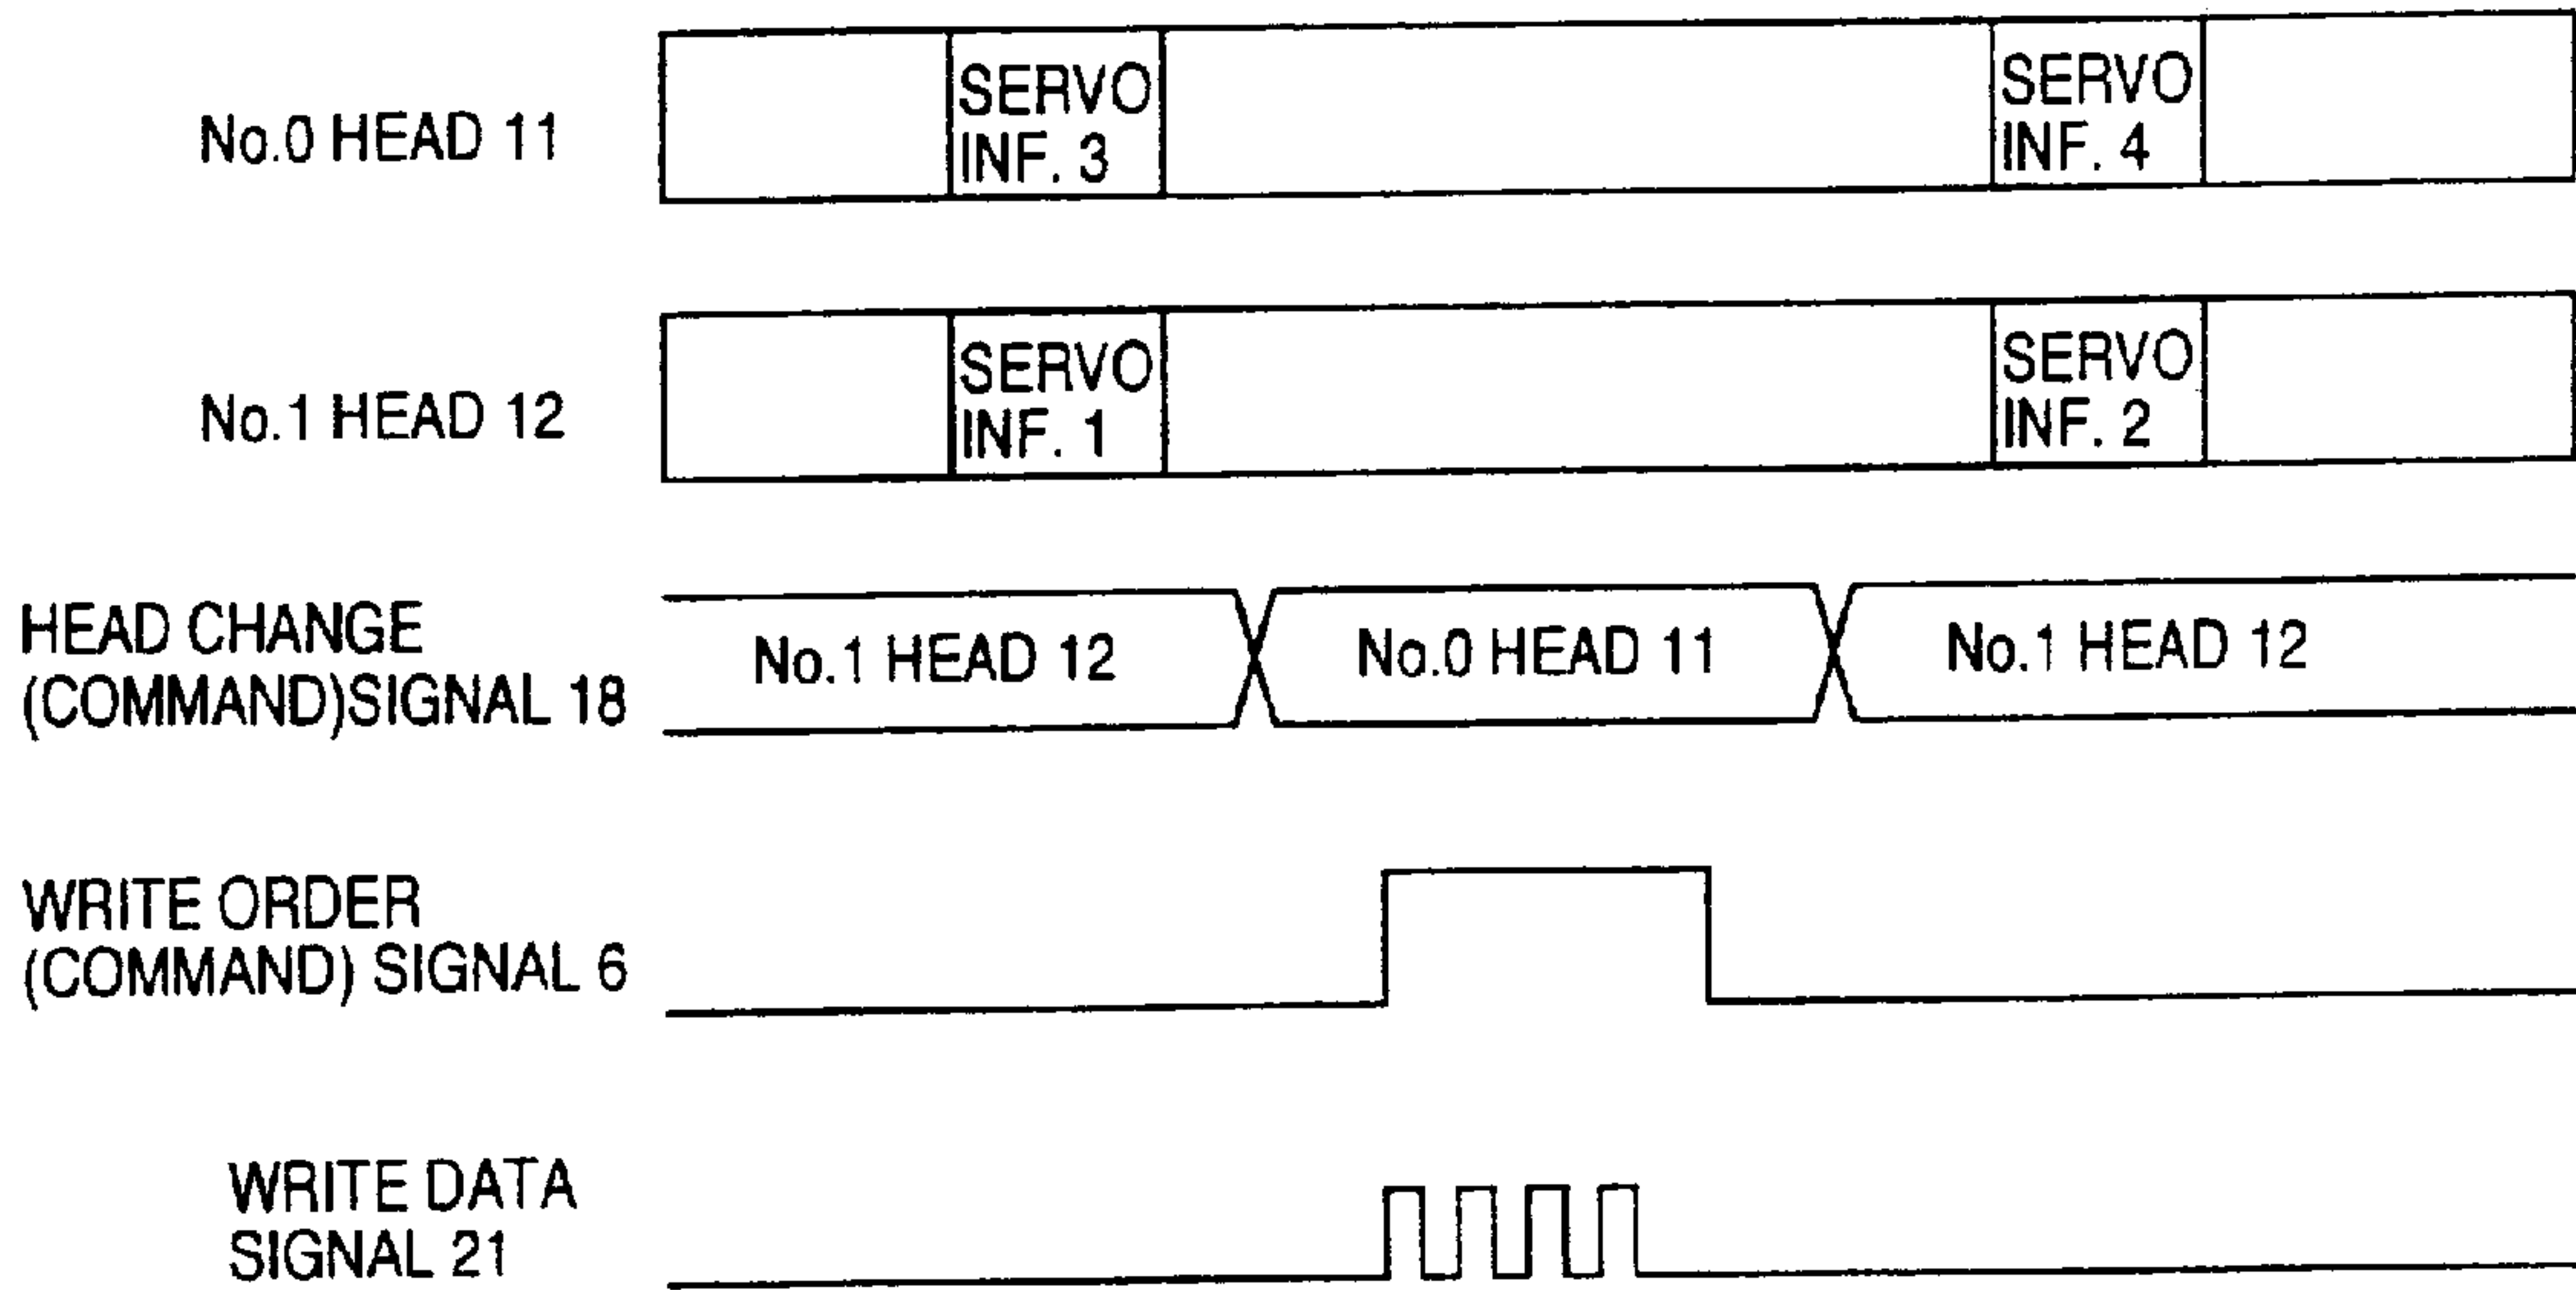 No.0 HEAD 11
SERVO
INF. 3
SERVO
INF. 4
No.1 HEAD 12
SERVO
INF. 1
SERVO
INF. 2
HEAD CHANGE
(COMMAND)SIGNAL 18
No.1 HEAD 12
No.0 HEAD 11
No.1 HEAD 12
WRITE ORDER
(COMMAND) SIGNAL 6
WRITE DATA
SIGNAL 21